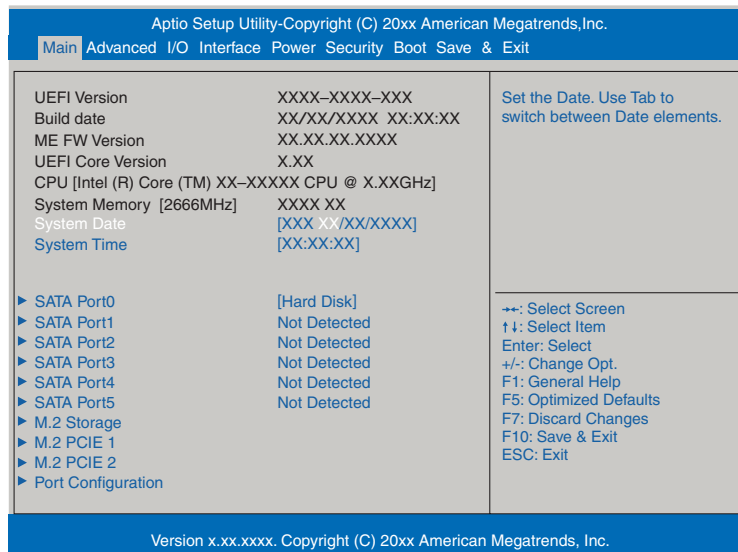 Aptio Setup Utility-Copyright (C) 20xx American Megatrends,Inc.
Main Advanced I/O Interface Power Security Boot Save & Exit
UEFI Version XXXX–XXXX–XXX
Build date XX/XX/XXXX XX:XX:XX
ME FW Version XX.XX.XX.XXXX
UEFI Core Version X.XX
CPU [Intel (R) Core (TM) XX–XXXXX CPU @ X.XXGHz]
System Memory [2666MHz] XXXX XX
System Date [XXX XX/XX/XXXX]
System Time [XX:XX:XX]
SATA Port0 [Hard Disk]
SATA Port1 Not Detected
SATA Port2 Not Detected
SATA Port3 Not Detected
SATA Port4 Not Detected
SATA Port5 Not Detected
M.2 Storage
M.2 PCIE 1
M.2 PCIE 2
Port Configuration
Set the Date. Use Tab to
switch between Date elements.
→←: Select Screen
↑↓: Select Item
Enter: Select
+/-: Change Opt.
F1: General Help
F5: Optimized Defaults
F7: Discard Changes
F10: Save & Exit
ESC: Exit
Version x.xx.xxxx. Copyright (C) 20xx American Megatrends, Inc.